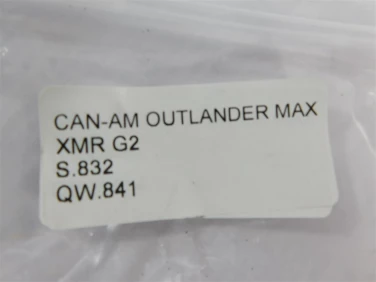 CAN-AM OUTLANDER MAX
XMR G2
S.832
QW.841